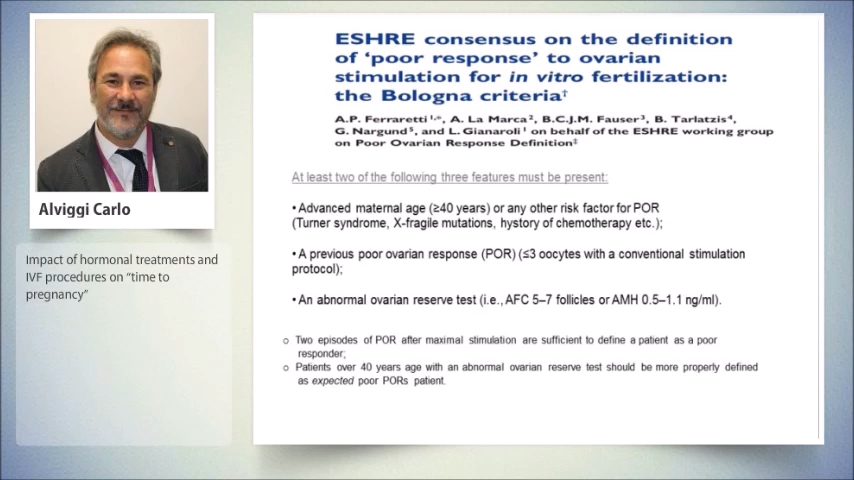 ESHRE consensus on the definition
of ‘poor response’ to ovarian
stimulation for in vitro fertilization:
the Bologna criteria†
A.P. Ferraretti 1,*, A. La Marca 2, B.C.J.M. Fauser 3, B. Tarlatzis 4,
G. Nargund 5, and L. Gianaroli 1 on behalf of the ESHRE working group
on Poor Ovarian Response Definition‡
At least two of the following three features must be present:
• Advanced maternal age (≥40 years) or any other risk factor for POR
(Turner syndrome, X-fragile mutations, hystory of chemotherapy etc.);
• A previous poor ovarian response (POR) (≤3 oocytes with a conventional stimulation
protocol);
• An abnormal ovarian reserve test (i.e., AFC 5–7 follicles or AMH 0.5–1.1 ng/ml).
o Two episodes of POR after maximal stimulation are sufficient to define a patient as a poor
responder;
o Patients over 40 years age with an abnormal ovarian reserve test should be more properly defined
as expected poor PORs patient.
Alviggi Carlo
Impact of hormonal treatments and
IVF procedures on “time to
pregnancy”